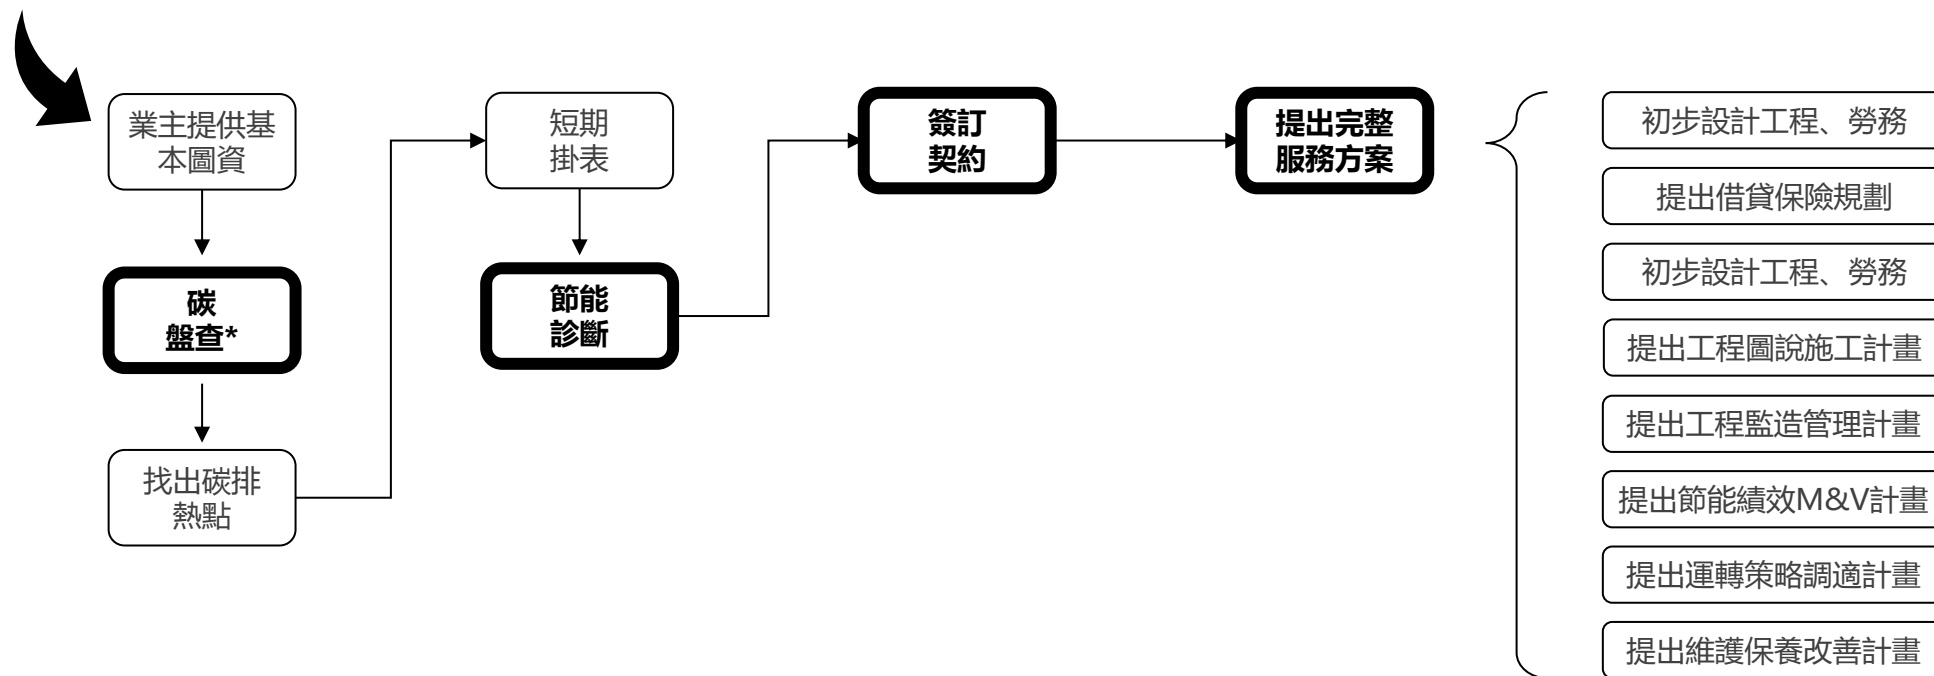 業主提供基
本圖資
碳
盤查*
找出碳排
熱點
短期
掛表
節能
診斷
簽訂
契約
提出完整
服務方案
初步設計工程、勞務
提出借貸保險規劃
初步設計工程、勞務
提出工程圖說施工計畫
提出工程監造管理計畫
提出節能績效M&V計畫
提出運轉策略調適計畫
提出維護保養改善計畫